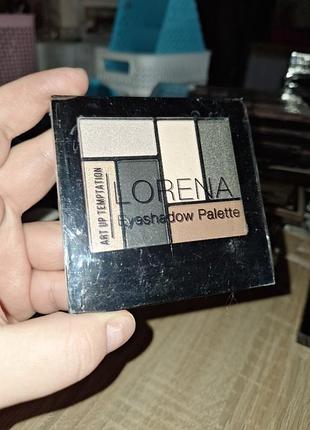 ART UP TEMPTATION
LORENA
Eyeshadow Palette